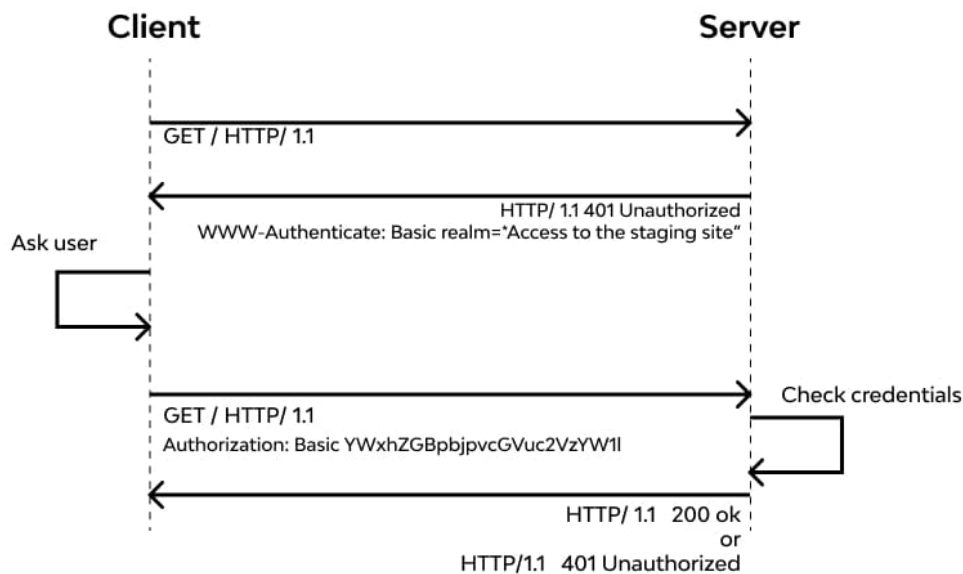 Client
Server
GET / HTTP/ 1.1
HTTP/ 1.1 401 Unauthorized
WWW-Authenticate: Basic realm=“Access to the staging site”
Ask user
GET / HTTP/ 1.1
Authorization: Basic YWxhZGBpbjpvcGVuc2VzYW1l
Check credentials
HTTP/ 1.1 200 ok
or
HTTP/1.1 401 Unauthorized